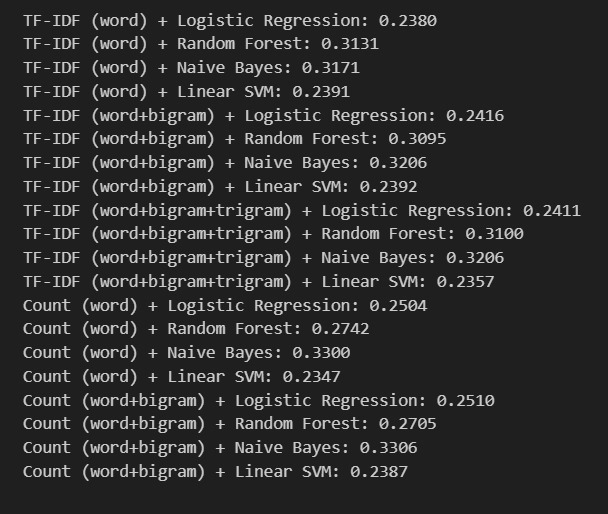 TF-IDF (word) + Logistic Regression: 0.2380
TF-IDF (word) + Random Forest: 0.3131
TF-IDF (word) + Naive Bayes: 0.3171
TF-IDF (word) + Linear SVM: 0.2391
TF-IDF (word+bigram) + Logistic Regression: 0.2416
TF-IDF (word+bigram) + Random Forest: 0.3095
TF-IDF (word+bigram) + Naive Bayes: 0.3206
TF-IDF (word+bigram) + Linear SVM: 0.2392
TF-IDF (word+bigram+trigram) + Logistic Regression: 0.2411
TF-IDF (word+bigram+trigram) + Random Forest: 0.3100
TF-IDF (word+bigram+trigram) + Naive Bayes: 0.3206
TF-IDF (word+bigram+trigram) + Linear SVM: 0.2357
Count (word) + Logistic Regression: 0.2504
Count (word) + Random Forest: 0.2742
Count (word) + Naive Bayes: 0.3300
Count (word) + Linear SVM: 0.2347
Count (word+bigram) + Logistic Regression: 0.2510
Count (word+bigram) + Random Forest: 0.2705
Count (word+bigram) + Naive Bayes: 0.3306
Count (word+bigram) + Linear SVM: 0.2387